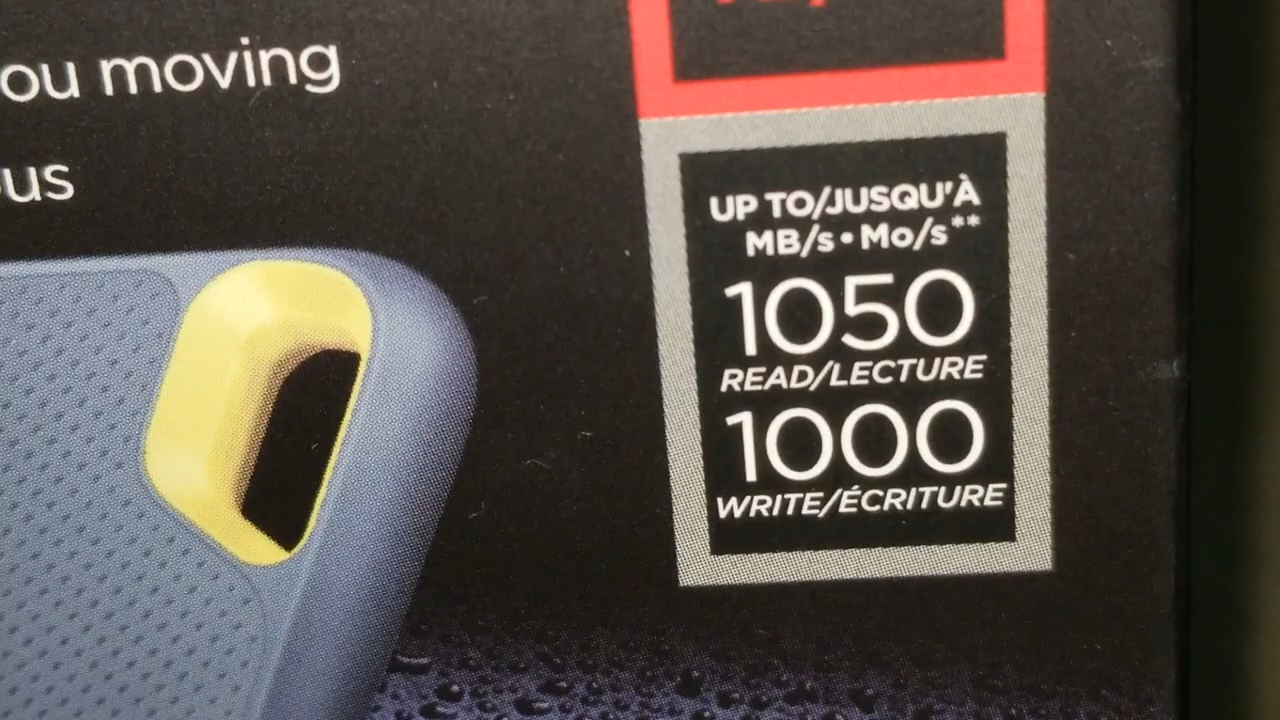 ou moving
us
UP TO/JUSQU'À
MB/s•Mo/s**
1050
READ/LECTURE
1000
WRITE/ÉCRITURE